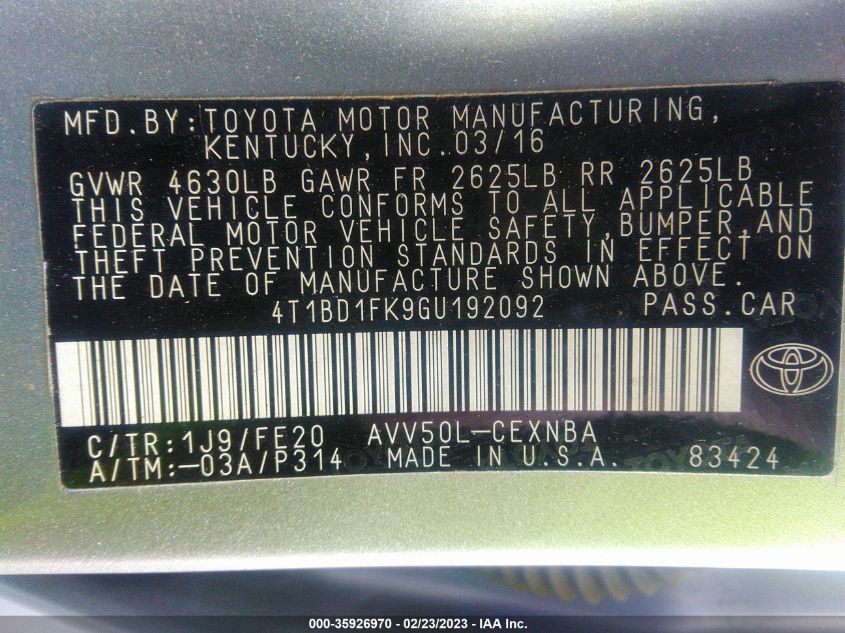 MFD.BY: TOYOTA MOTOR MANUFACTURING,
KENTUCKY, INC. 03/16
GVWR 4630LB GAWR FR 2625LB RR 2625LB
THIS VEHICLE CONFORMS TO ALL APPLICABLE
FEDERAL MOTOR VEHICLE SAFETY, BUMPER, AND
THEFT PREVENTION STANDARDS IN EFFECT ON
THE DATE OF MANUFACTURE SHOWN ABOVE.
4T1BD1FK9GU192092 PASS.CAR
C/TR:1J9/FE20 AVV50L-CEXNBA
A/TM:-03A/P314 MADE IN U.S.A. 83424
000-35926970 - 02/23/2023 - IAA Inc.